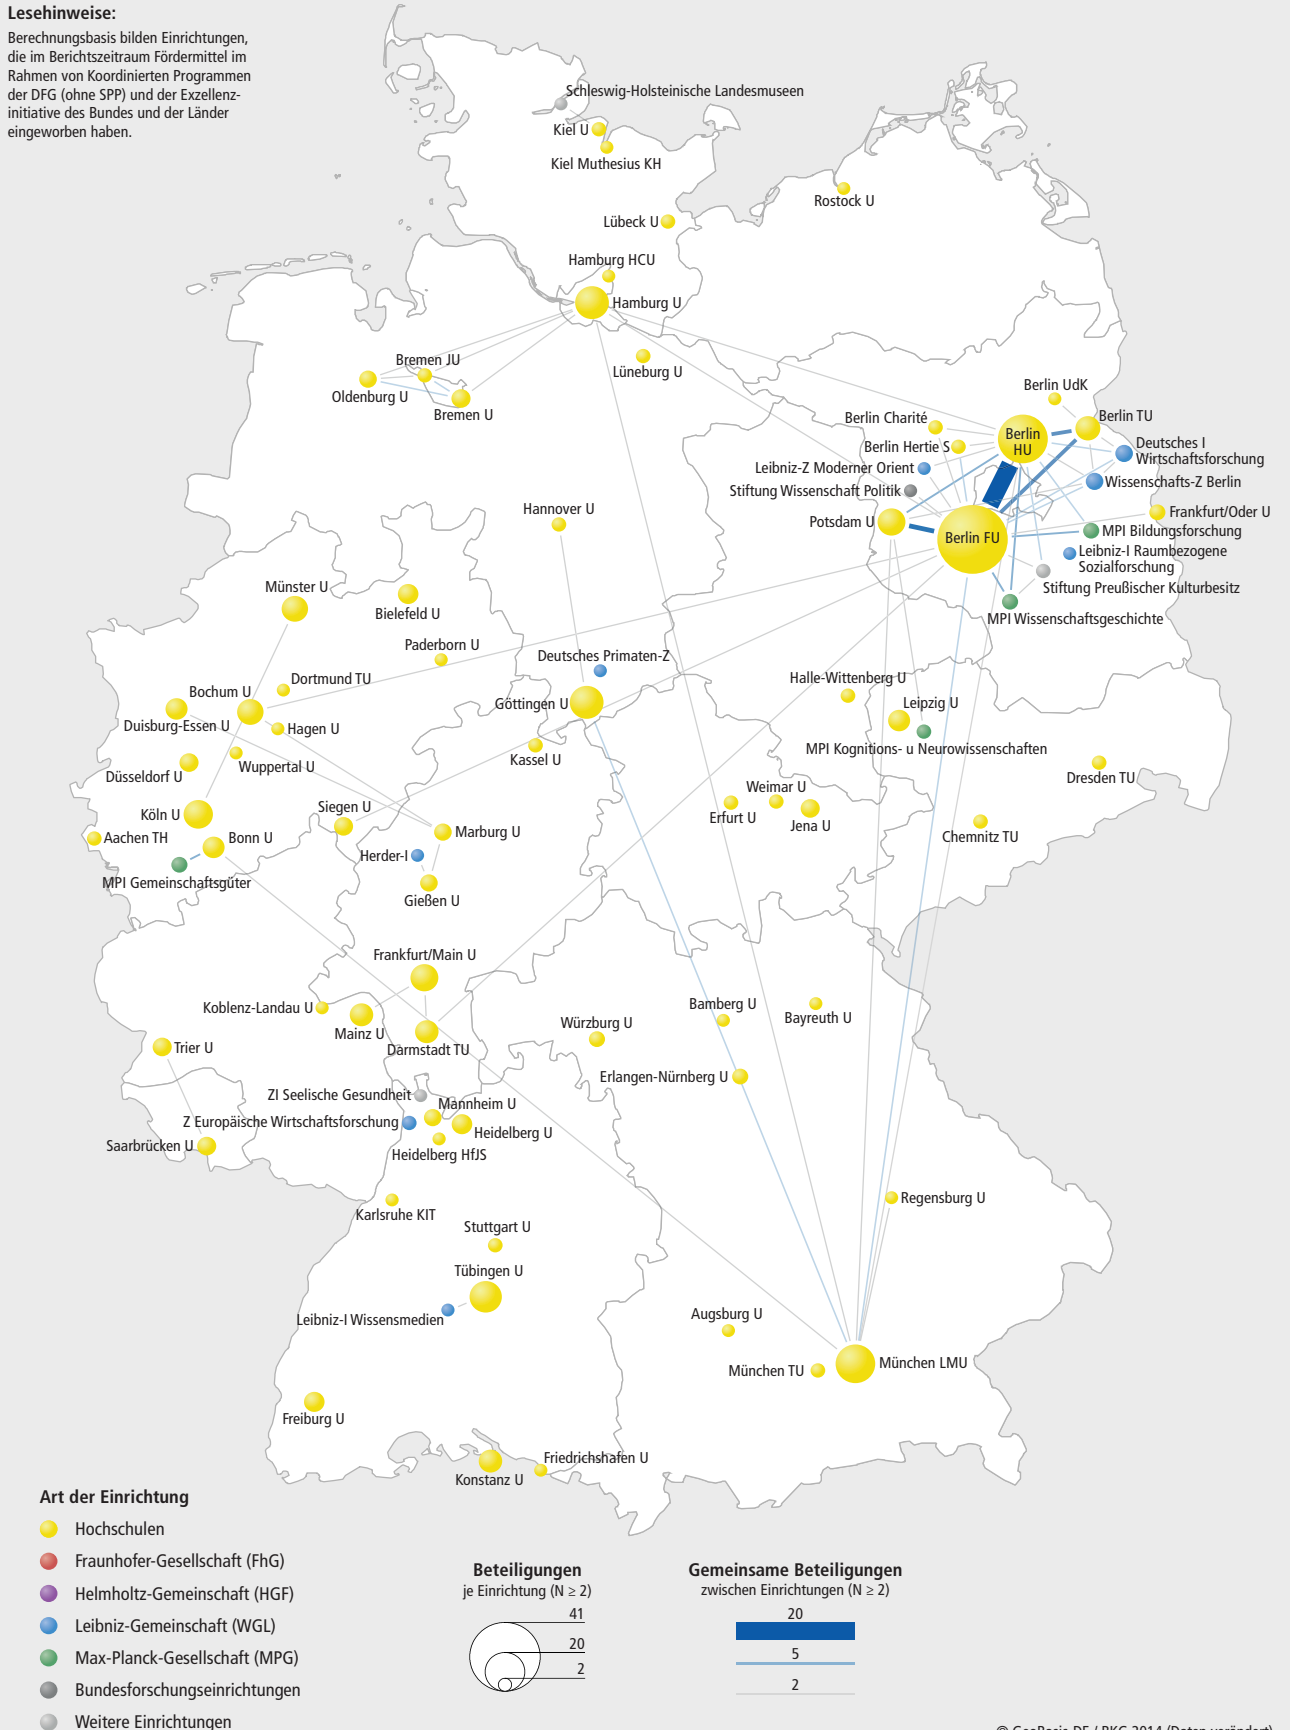 Lesehinweise:
Berechnungsbasis bilden Einrichtungen,
die im Berichtszeitraum Fördermittel im
Rahmen von Koordinierten Programmen
der DFG (ohne SPP) und der Exzellenz-
initiative des Bundes und der Länder
eingeworben haben.
Schleswig-Holsteinische Landesmuseen
Kiel U
Kiel Muthesius KH
Rostock U
Lübeck U
Hamburg HCU
Hamburg U
Lüneburg U
Bremen JU
Oldenburg U
Bremen U
Berlin UdK
Berlin TU
Berlin Charité
Berlin
HU
Berlin Hertie S
Deutsches I
Wirtschaftsforschung
Leibniz-Z Moderner Orient
Wissenschafts-Z Berlin
Stiftung Wissenschaft Politik
Frankfurt/Oder U
Potsdam U
Berlin FU
MPI Bildungsforschung
Leibniz-I Raumbezogene
Sozialforschung
Stiftung Preußischer Kulturbesitz
MPI Wissenschaftsgeschichte
Hannover U
Münster U
Bielefeld U
Paderborn U
Deutsches Primaten-Z
Dortmund TU
Bochum U
Göttingen U
Halle-Wittenberg U
Leipzig U
Duisburg-Essen U
Hagen U
MPI Kognitions- u Neurowissenschaften
Kassel U
Düsseldorf U
Wuppertal U
Dresden TU
Weimar U
Erfurt U
Jena U
Köln U
Siegen U
Marburg U
Chemnitz TU
Aachen TH
Bonn U
Herder-I
MPI Gemeinschaftsgüter
Gießen U
Frankfurt/Main U
Koblenz-Landau U
Mainz U
Darmstadt TU
Bamberg U
Bayreuth U
Würzburg U
Trier U
Erlangen-Nürnberg U
ZI Seelische Gesundheit
Mannheim U
Z Europäische Wirtschaftsforschung
Heidelberg U
Saarbrücken U
Heidelberg HfJS
Karlsruhe KIT
Regensburg U
Stuttgart U
Tübingen U
Leibniz-I Wissensmedien
Augsburg U
München TU
München LMU
Freiburg U
Konstanz U
Friedrichshafen U
Art der Einrichtung
Hochschulen
Fraunhofer-Gesellschaft (FhG)
Helmholtz-Gemeinschaft (HGF)
Leibniz-Gemeinschaft (WGL)
Max-Planck-Gesellschaft (MPG)
Bundesforschungseinrichtungen
Weitere Einrichtungen
Beteiligungen
je Einrichtung (N ≥ 2)
41
20
2
Gemeinsame Beteiligungen
zwischen Einrichtungen (N ≥ 2)
20
5
2